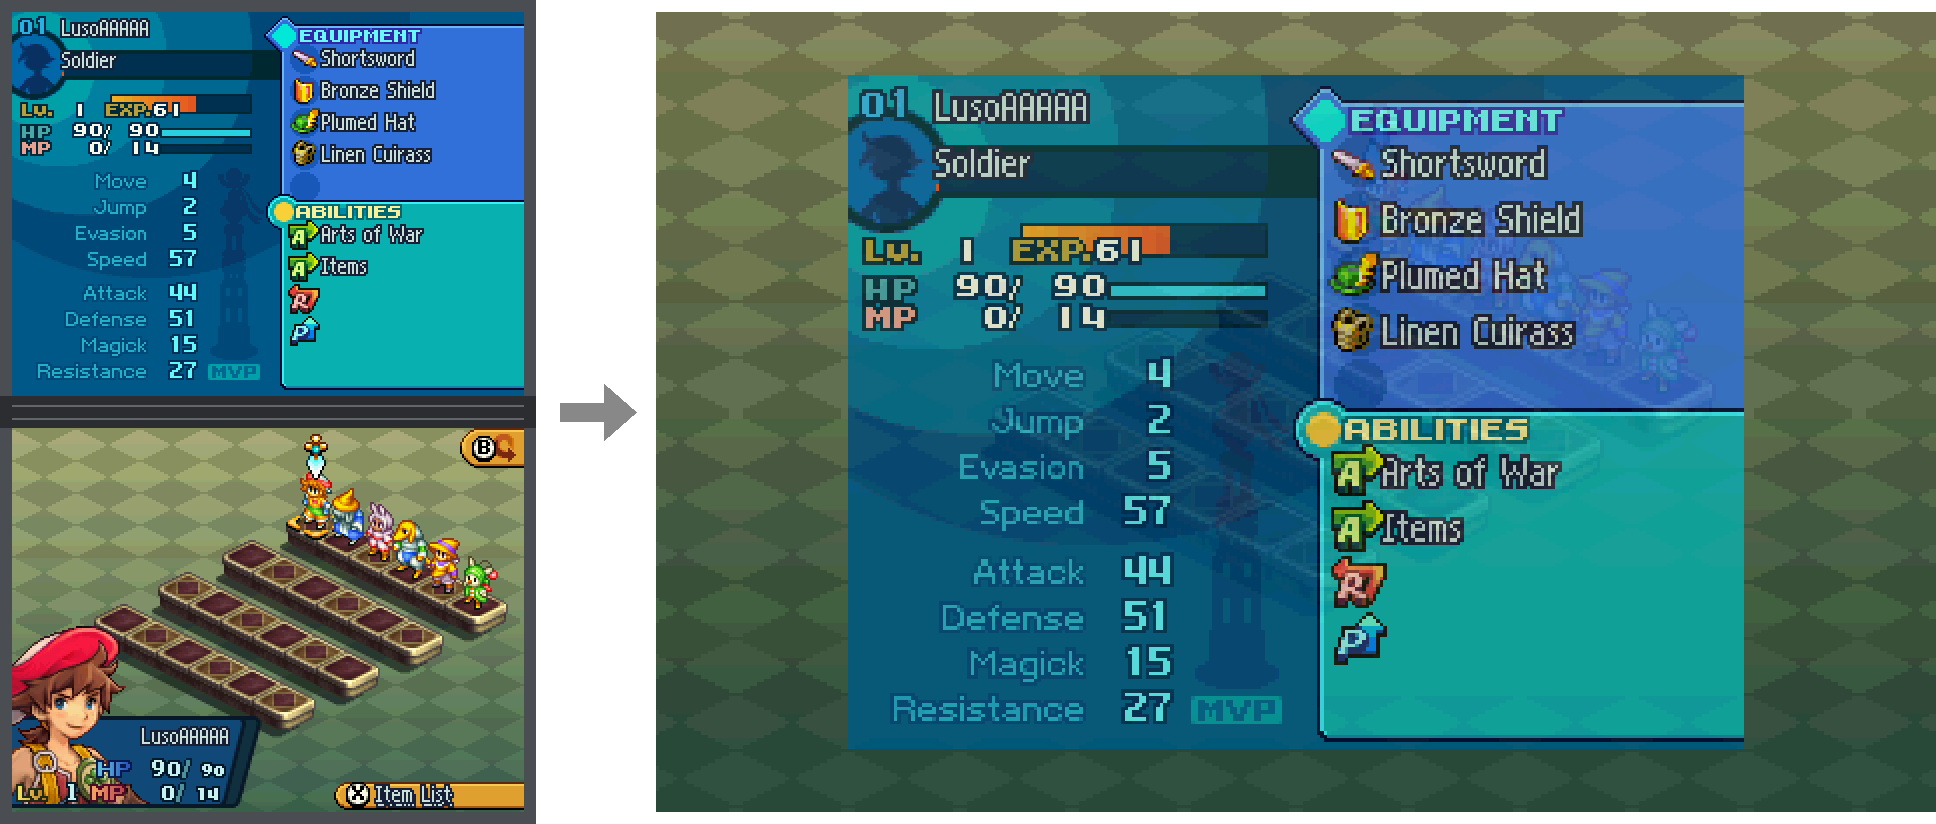 01 LusoAAAAA
Soldier
Lv. 1 EXP.61
HP 90/ 90
MP 0/ 14
Move 4
Jump 2
Evasion 5
Speed 57
Attack 44
Defense 51
Magick 15
Resistance 27 MVP
EQUIPMENT
Shortsword
Bronze Shield
Plumed Hat
Linen Cuirass
ABILITIES
A Arts of War
A Items
R
P
B
LusoAAAAA
HP 90/ 90
Lv. 1 MP 0/ 14
X Item List
01 LusoAAAAA
Soldier
Lv. 1 EXP.61
HP 90/ 90
MP 0/ 14
Move 4
Jump 2
Evasion 5
Speed 57
Attack 44
Defense 51
Magick 15
Resistance 27 MVP
EQUIPMENT
Shortsword
Bronze Shield
Plumed Hat
Linen Cuirass
ABILITIES
A Arts of War
A Items
R
P